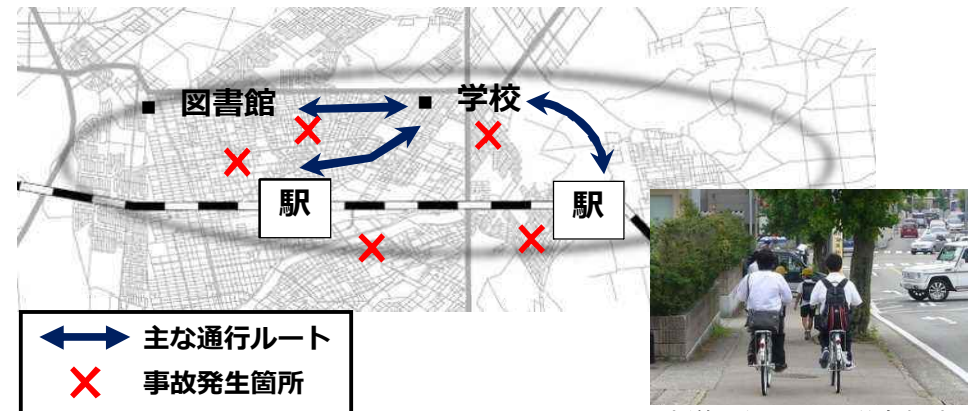 図書館
学校
駅
駅
主な通行ルート
事故発生箇所